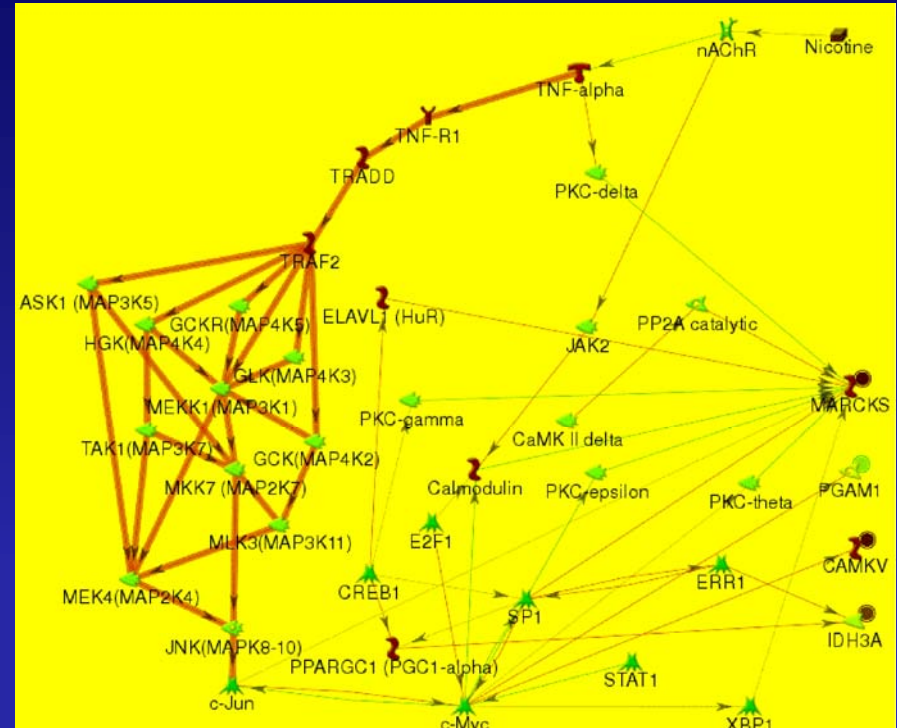 nAChR
Nicotine
TNF-alpha
TNF-R1
TRADD
PKC-delta
TRAF2
ASK1 (MAP3K5)
ELAVL1 (HuR)
GCKR(MAP4K5)
PP2A catalytic
HGK(MAP4K4)
JAK2
GLK(MAP4K3)
MEKK1(MAP3K1)
MARCKS
PKC-gamma
CaMK II delta
TAK1(MAP3K7)
GCK(MAP4K2)
MKK7 (MAP2K7)
Calmodulin
PKC-epsilon
PKC-theta
PGAM1
MLK3(MAP3K11)
E2F1
CAMKV
MEK4(MAP2K4)
CREB1
ERR1
SP1
IDH3A
JNK(MAPK8-10)
PPARGC1 (PGC1-alpha)
STAT1
c-Jun
c-Myc
XBP1